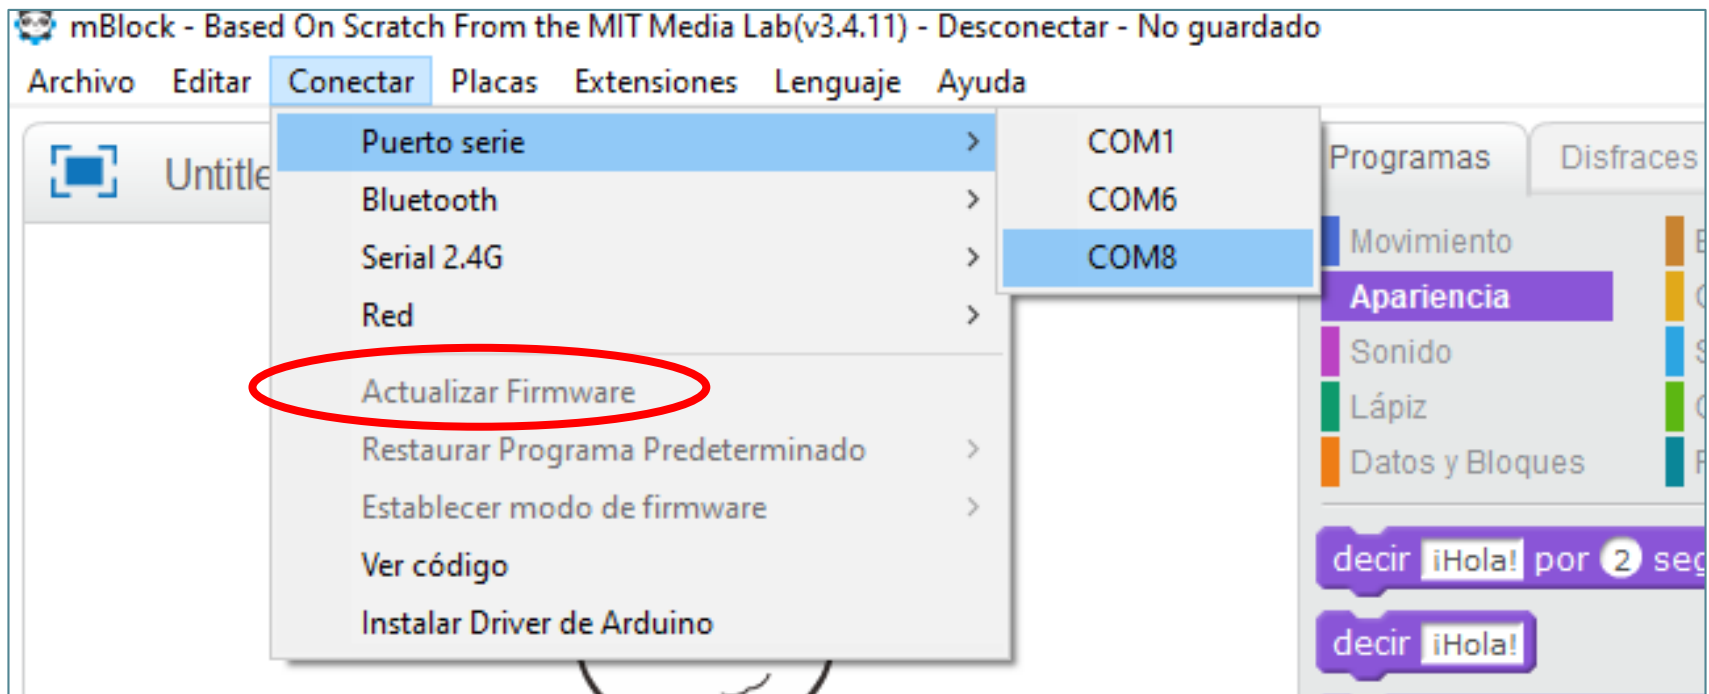 mBlock - Based On Scratch From the MIT Media Lab(v3.4.11) - Desconectar - No guardado
Archivo Editar Conectar Placas Extensiones Lenguaje Ayuda
Untitle
Puerto serie >
Bluetooth >
Serial 2.4G >
Red >
Actualizar Firmware
Restaurar Programa Predeterminado >
Establecer modo de firmware >
Ver código
Instalar Driver de Arduino
COM1
COM6
COM8
Programas Disfraces
Movimiento
Apariencia
Sonido
Lápiz
Datos y Bloques
decir ¡Hola! por 2 seg
decir ¡Hola!